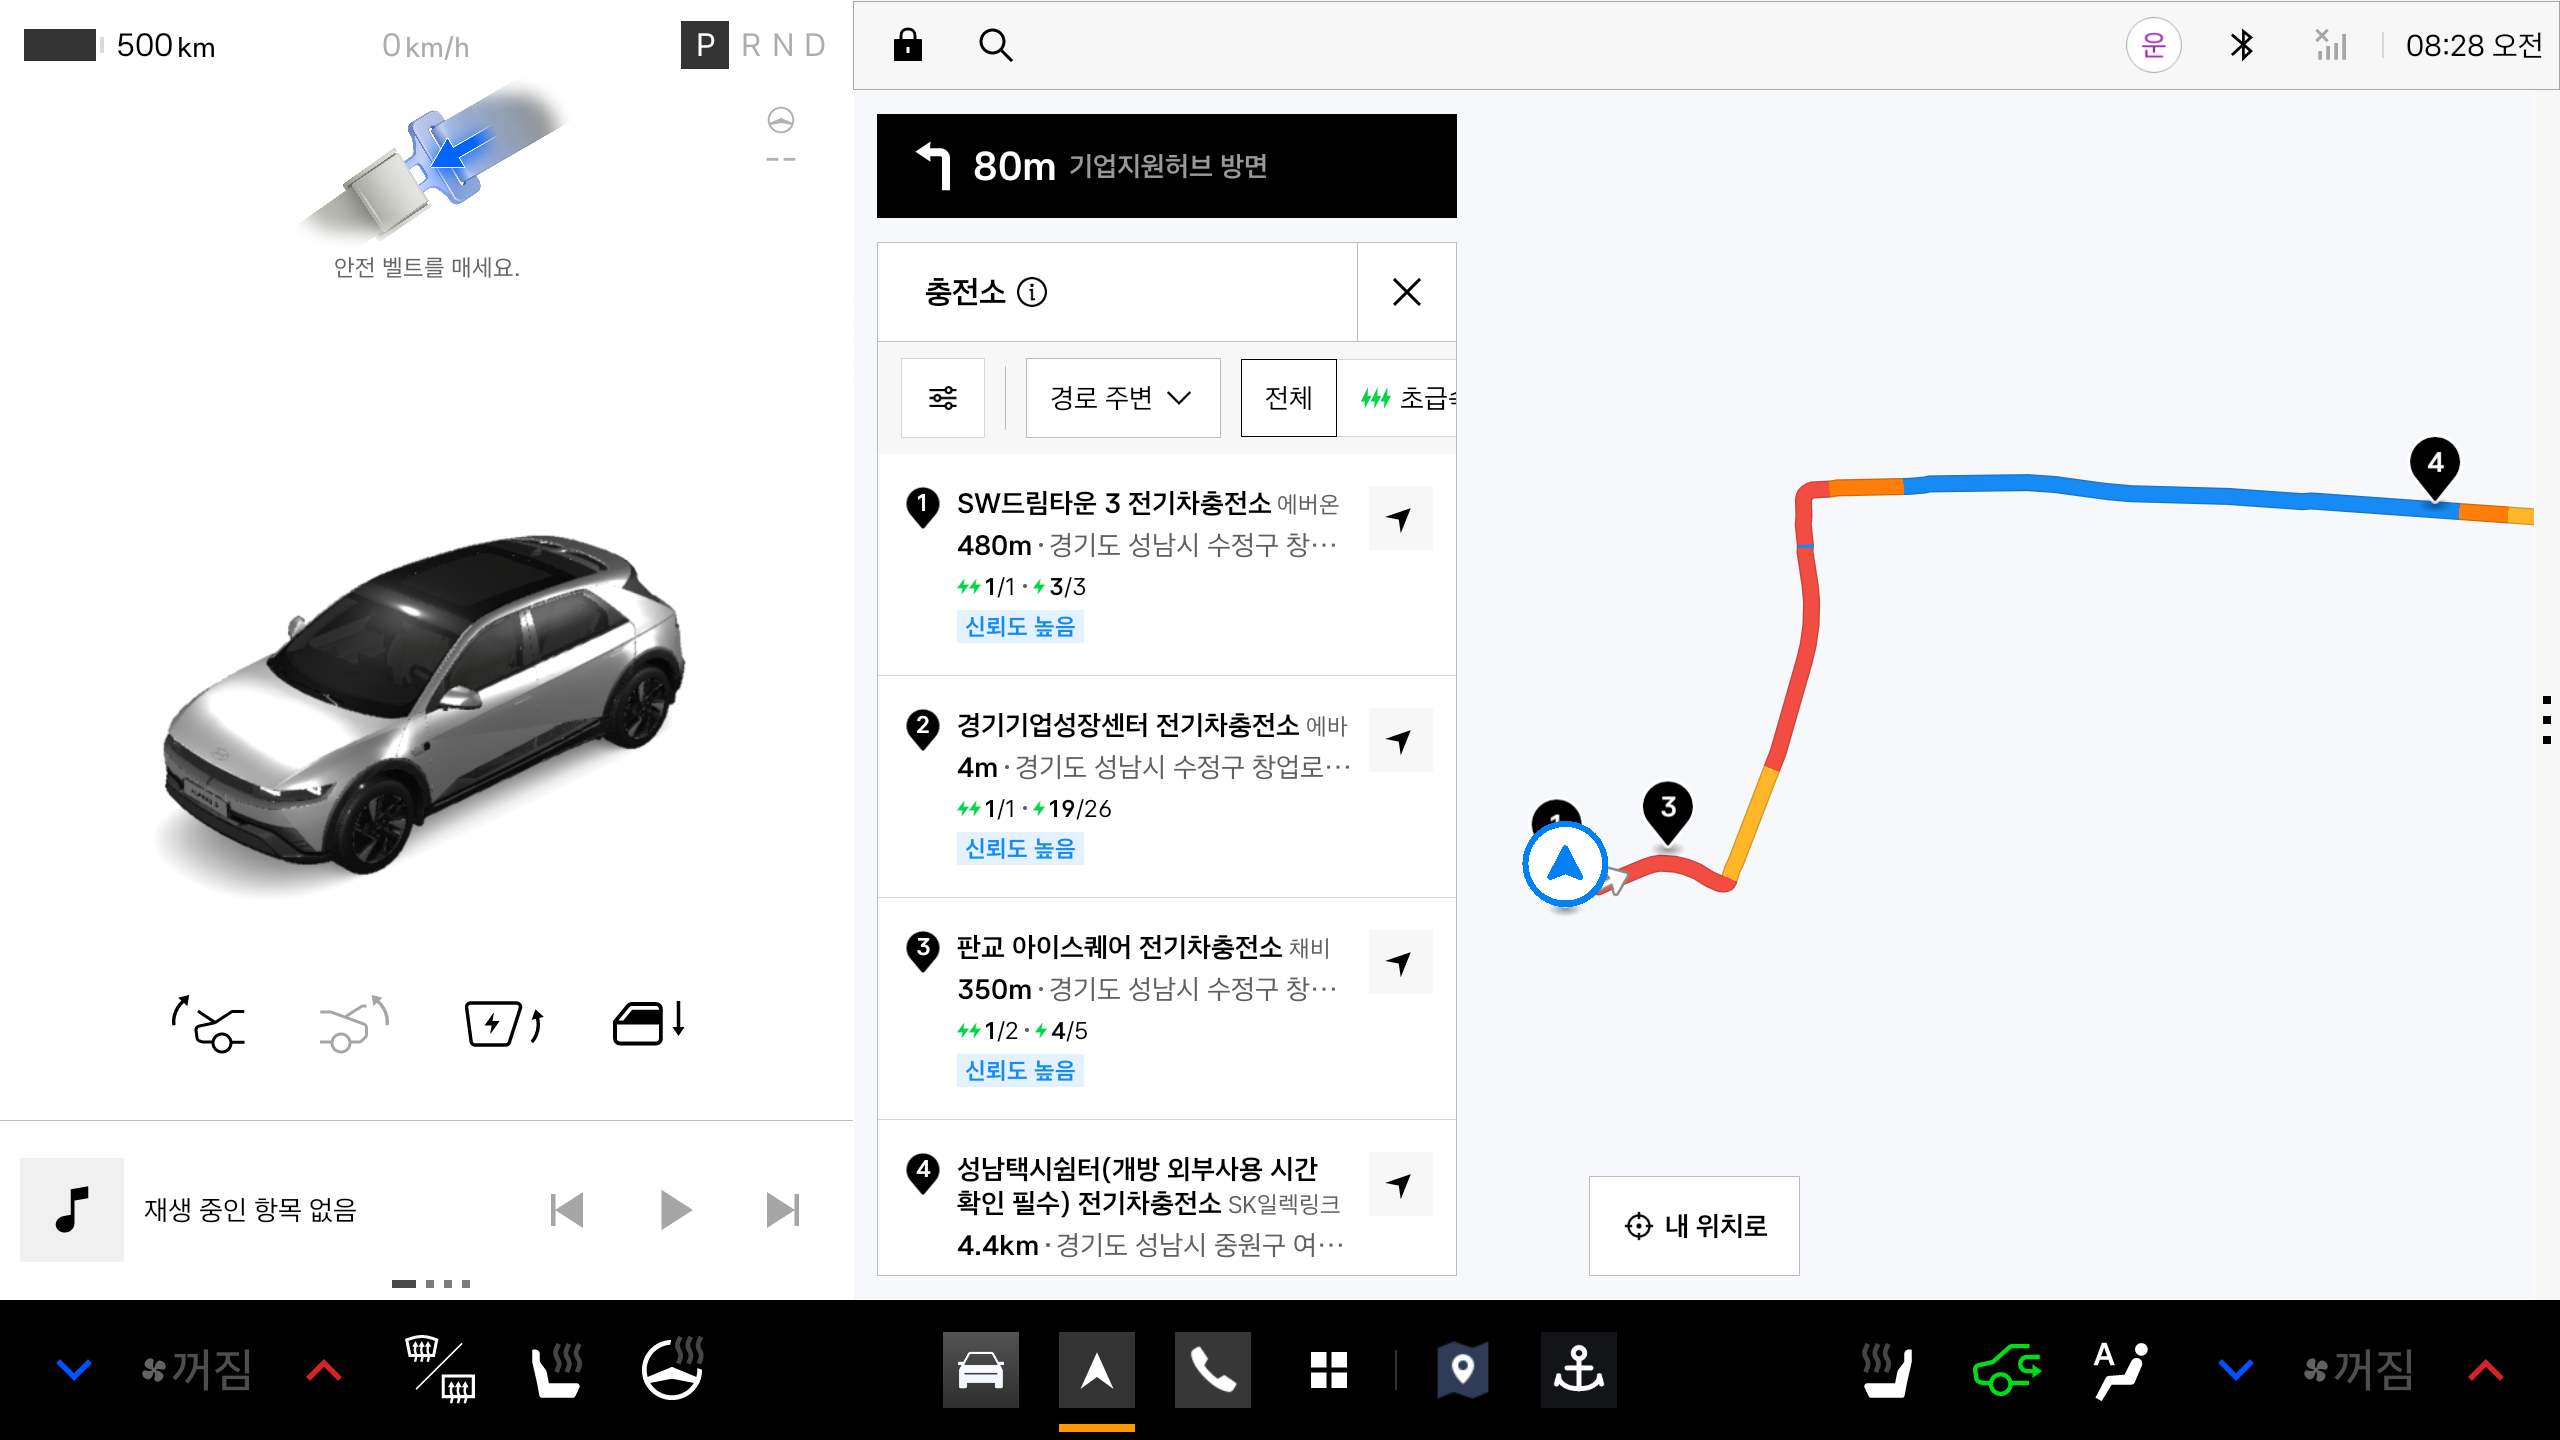 500 km
0 km/h
P R N D
운
08:28 오전
안전 벨트를 매세요.
80m 기업지원허브 방면
충전소
경로 주변
전체
초급속
1 SW드림타운 3 전기차충전소 에버온
480m · 경기도 성남시 수정구 창…
1/1 · 3/3
신뢰도 높음
2 경기기업성장센터 전기차충전소 에바
4m · 경기도 성남시 수정구 창업로…
1/1 · 19/26
신뢰도 높음
3 판교 아이스퀘어 전기차충전소 채비
350m · 경기도 성남시 수정구 창…
1/2 · 4/5
신뢰도 높음
4 성남택시쉼터(개방 외부사용 시간
확인 필수) 전기차충전소 SK일렉링크
4.4km · 경기도 성남시 중원구 여…
4
1
3
내 위치로
재생 중인 항목 없음
꺼짐
A
꺼짐